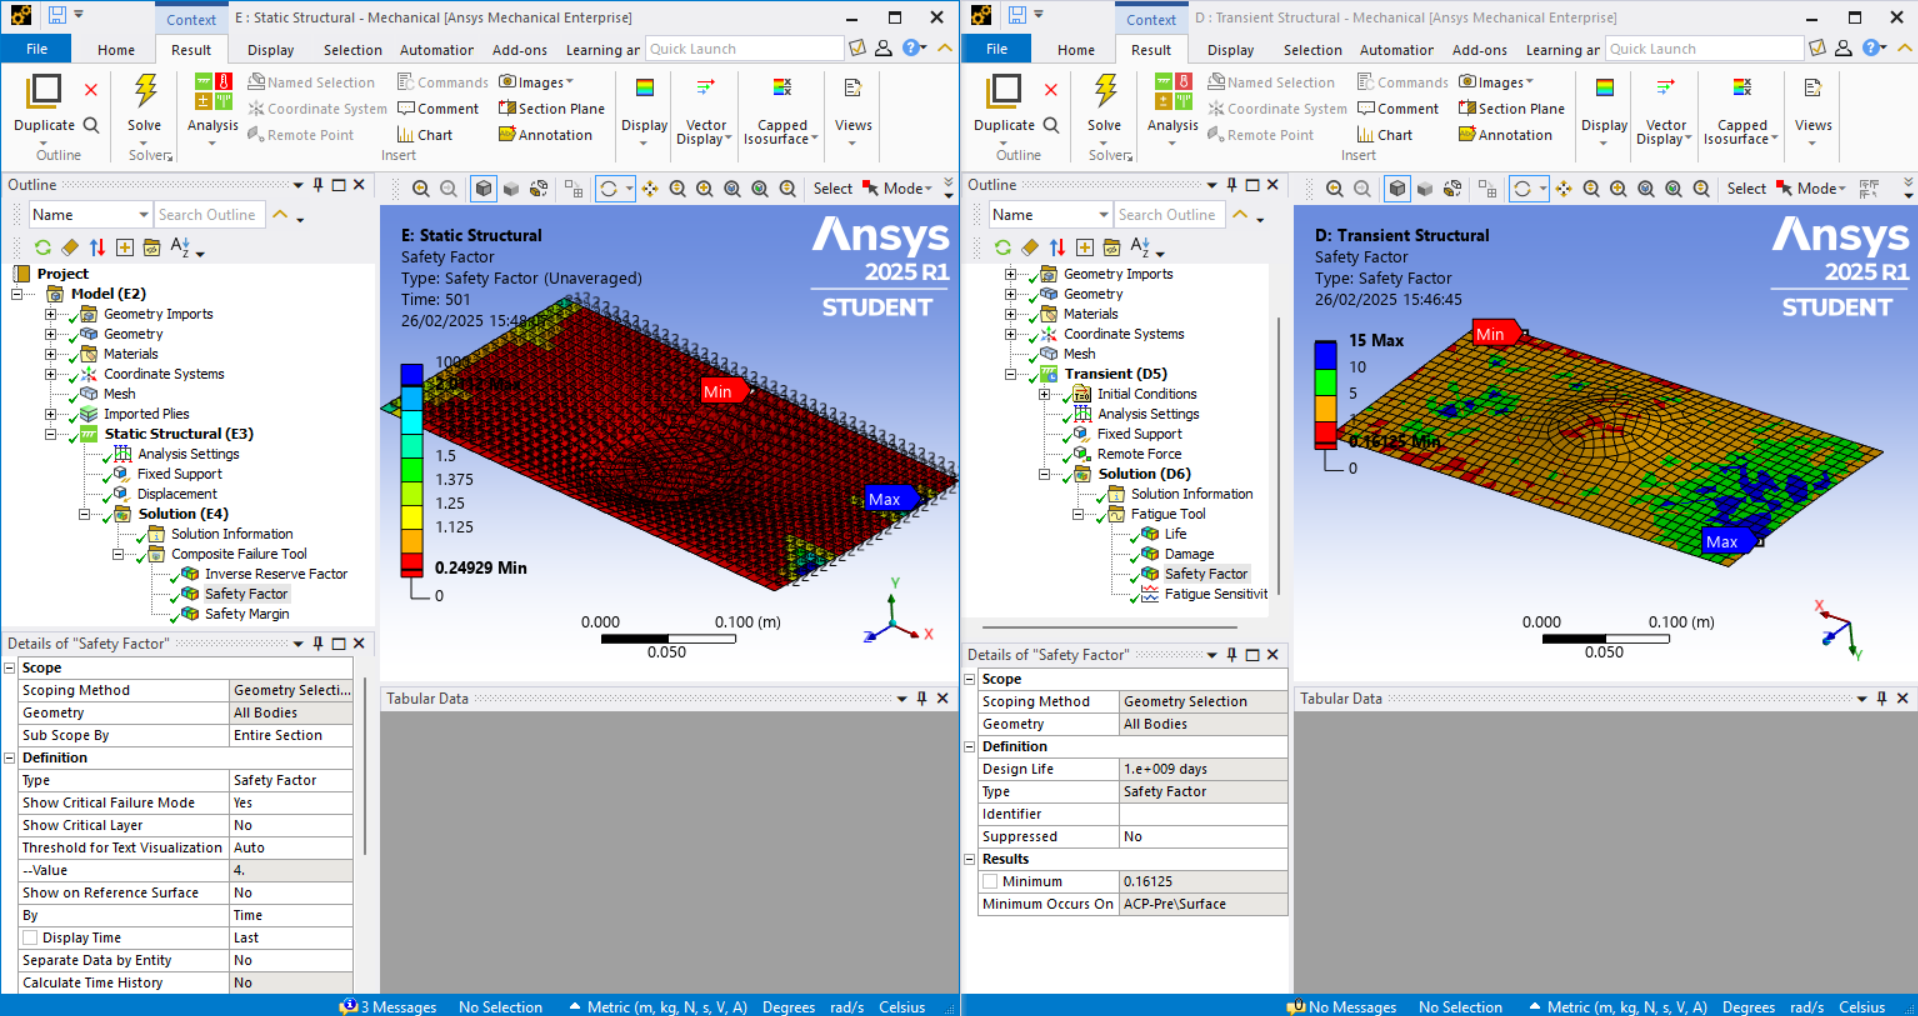 Context
E : Static Structural - Mechanical [Ansys Mechanical Enterprise]
File
Home
Result
Display
Selection
Automation
Add-ons
Learning ar
Quick Launch
Duplicate
Outline
Solve
Solver
Analysis
Named Selection
Coordinate System
Remote Point
Commands
Comment
Chart
Images
Section Plane
Annotation
Insert
Display
Vector
Display
Capped
Isosurface
Views
Outline
Name
Search Outline
Select
Mode
Project
Model (E2)
Geometry Imports
Geometry
Materials
Coordinate Systems
Mesh
Imported Plies
Static Structural (E3)
Analysis Settings
Fixed Support
Displacement
Solution (E4)
Solution Information
Composite Failure Tool
Inverse Reserve Factor
Safety Factor
Safety Margin
Details of "Safety Factor"
Scope
Scoping Method Geometry Selecti...
Geometry All Bodies
Sub Scope By Entire Section
Definition
Type Safety Factor
Show Critical Failure Mode Yes
Show Critical Layer No
Threshold for Text Visualization Auto
--Value 4.
Show on Reference Surface No
By Time
Display Time Last
Separate Data by Entity No
Calculate Time History No
E: Static Structural
Safety Factor
Type: Safety Factor (Unaveraged)
Time: 501
26/02/2025
Ansys
2025 R1
STUDENT
1.5
1.375
1.25
1.125
0.24929 Min
0
Min
Max
0.000
0.100 (m)
0.050
Y
X
Z
Tabular Data
3 Messages
No Selection
Metric (m, kg, N, s, V, A)
Degrees
rad/s
Celsius
Context
D : Transient Structural - Mechanical [Ansys Mechanical Enterprise]
File
Home
Result
Display
Selection
Automation
Add-ons
Learning ar
Quick Launch
Duplicate
Outline
Solve
Solver
Analysis
Named Selection
Coordinate System
Remote Point
Commands
Comment
Chart
Images
Section Plane
Annotation
Insert
Display
Vector
Display
Capped
Isosurface
Views
Outline
Name
Search Outline
Select
Mode
Geometry Imports
Geometry
Materials
Coordinate Systems
Mesh
Transient (D5)
Initial Conditions
Analysis Settings
Fixed Support
Remote Force
Solution (D6)
Solution Information
Fatigue Tool
Life
Damage
Safety Factor
Fatigue Sensitivit
Details of "Safety Factor"
Scope
Scoping Method Geometry Selection
Geometry All Bodies
Definition
Design Life 1.e+009 days
Type Safety Factor
Identifier
Suppressed No
Results
Minimum 0.16125
Minimum Occurs On ACP-Pre\Surface
D: Transient Structural
Safety Factor
Type: Safety Factor
26/02/2025 15:46:45
Ansys
2025 R1
STUDENT
15 Max
10
5
0.16125 Min
0
Min
Max
0.000
0.100 (m)
0.050
X
Z
Y
Tabular Data
No Messages
No Selection
Metric (m, kg, N, s, V, A)
Degrees
rad/s
Celsius